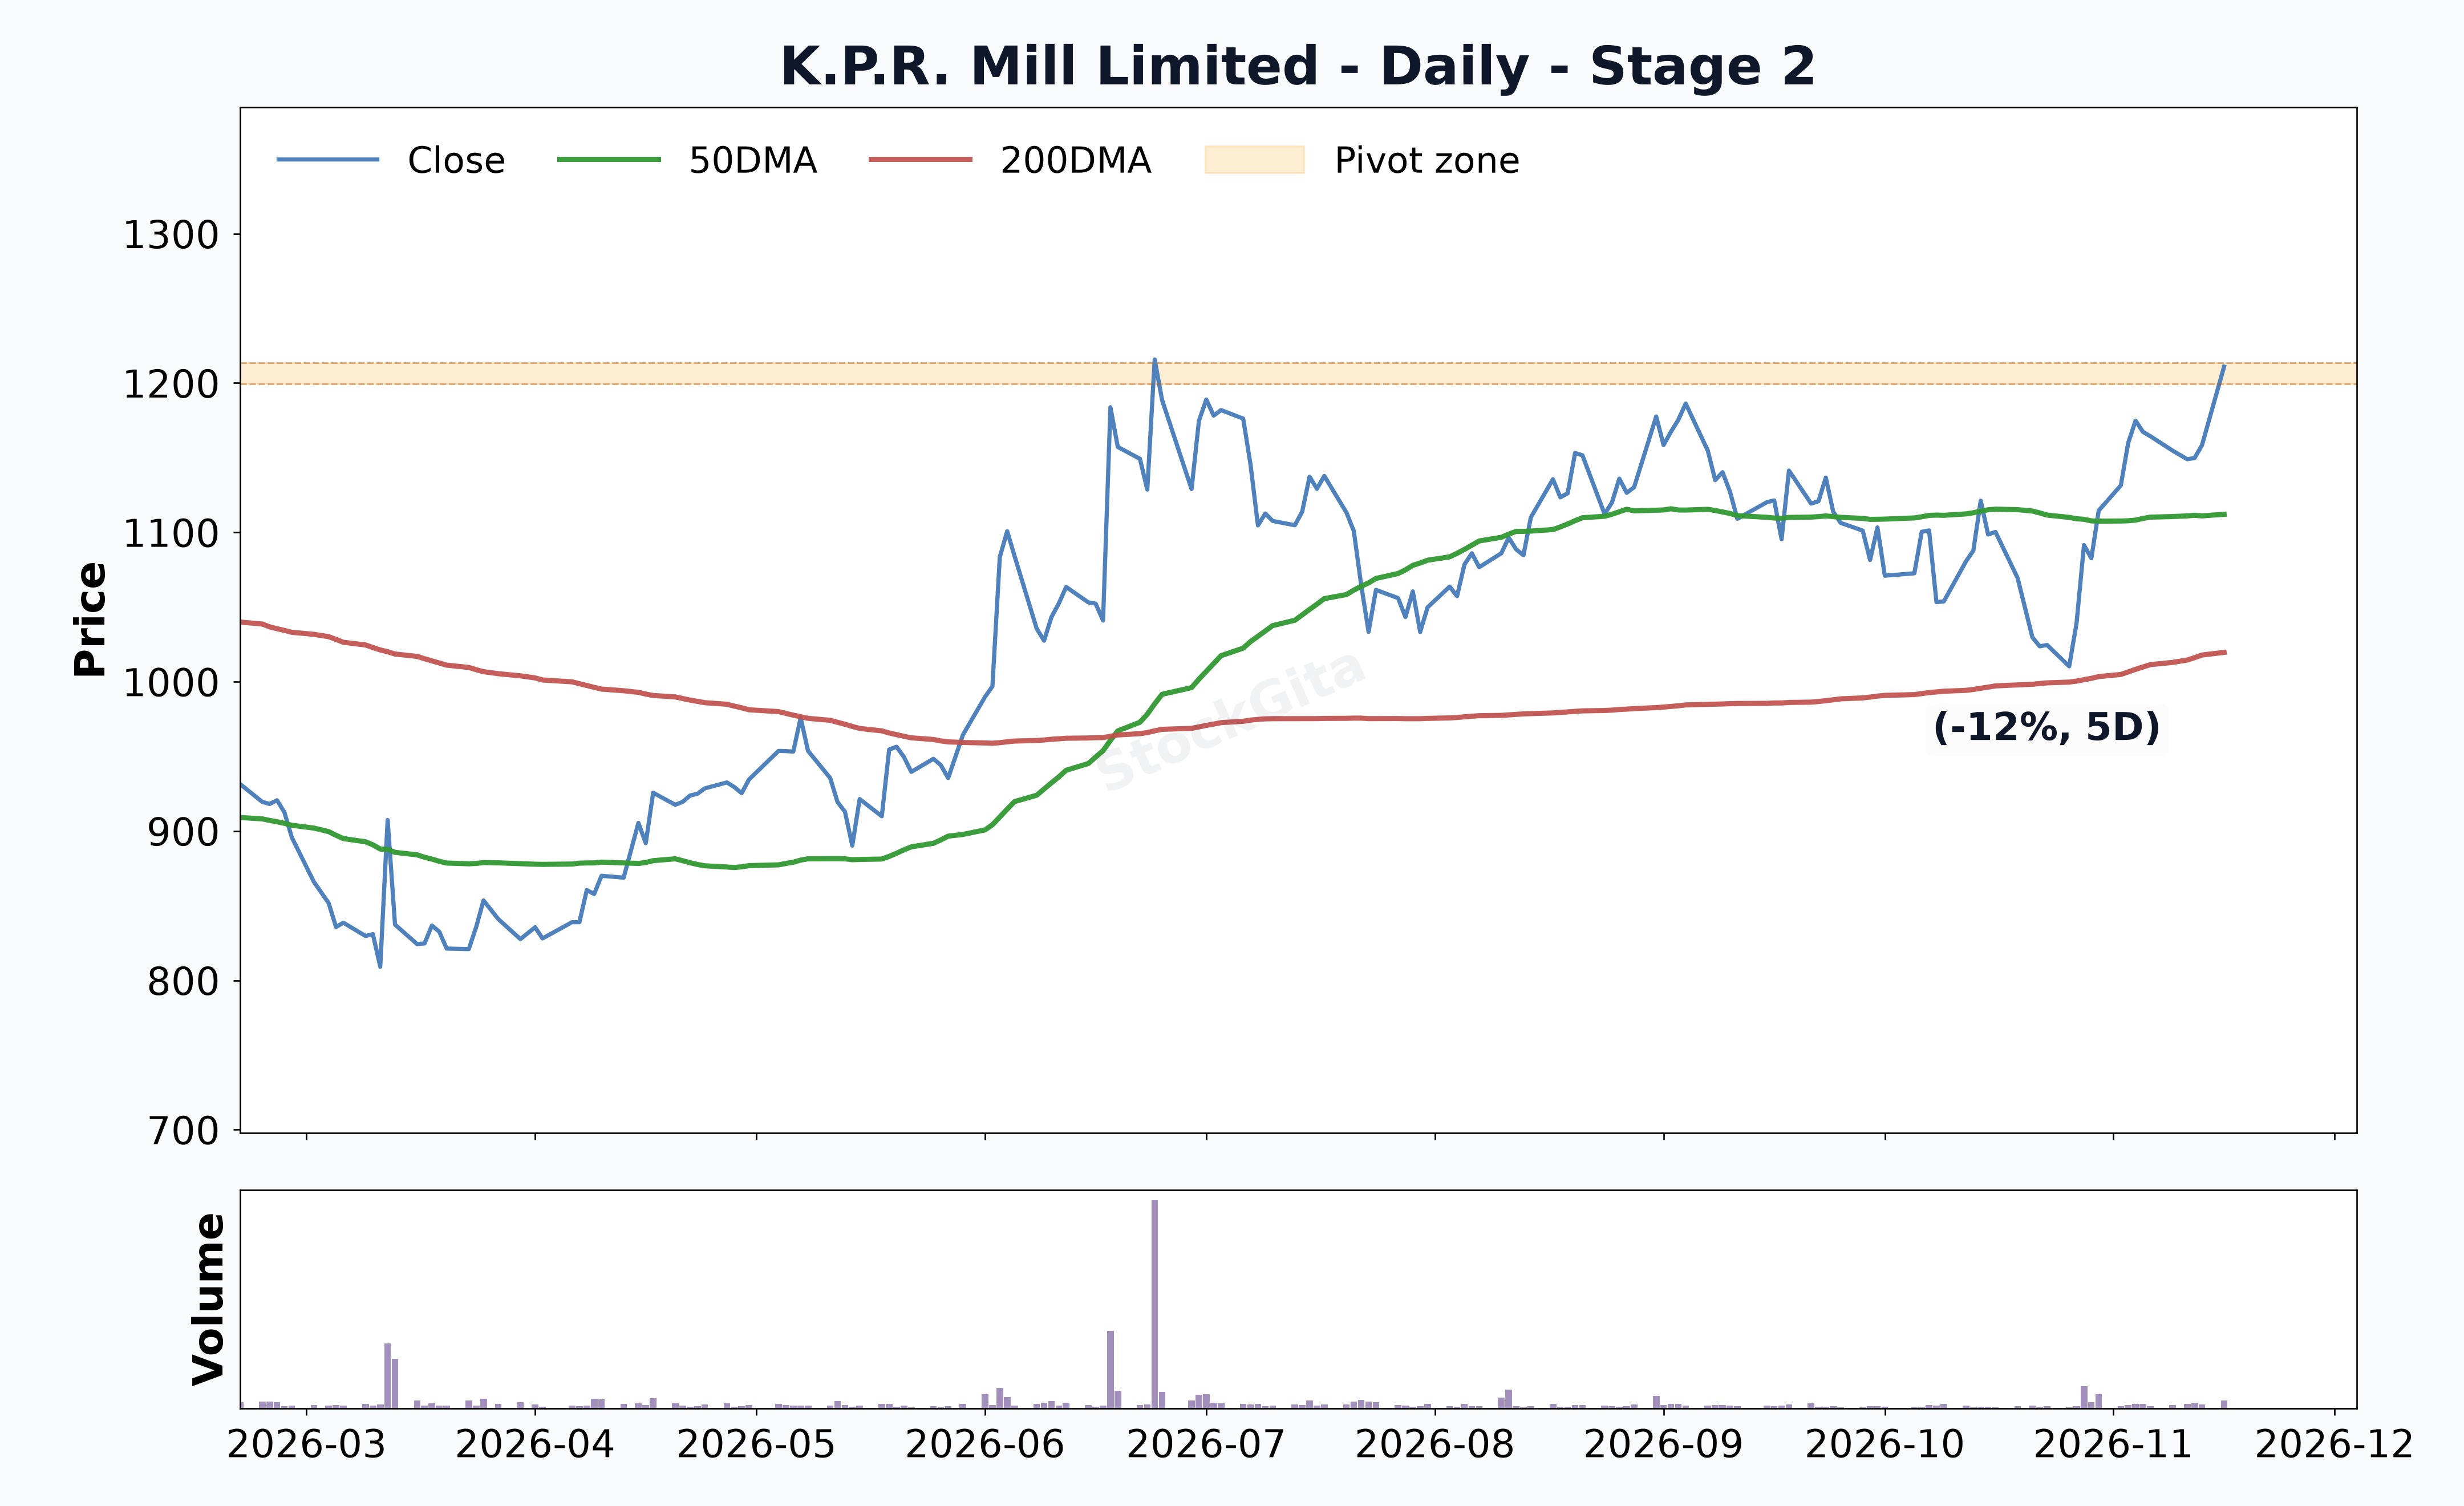 K.P.R. Mill Limited - Daily - Stage 2
Close 50DMA 200DMA Pivot zone
1300
1200
1100
1000
900
800
700
Price
StockGita
(-12%, 5D)
Volume
2026-03 2026-04 2026-05 2026-06 2026-07 2026-08 2026-09 2026-10 2026-11 2026-12